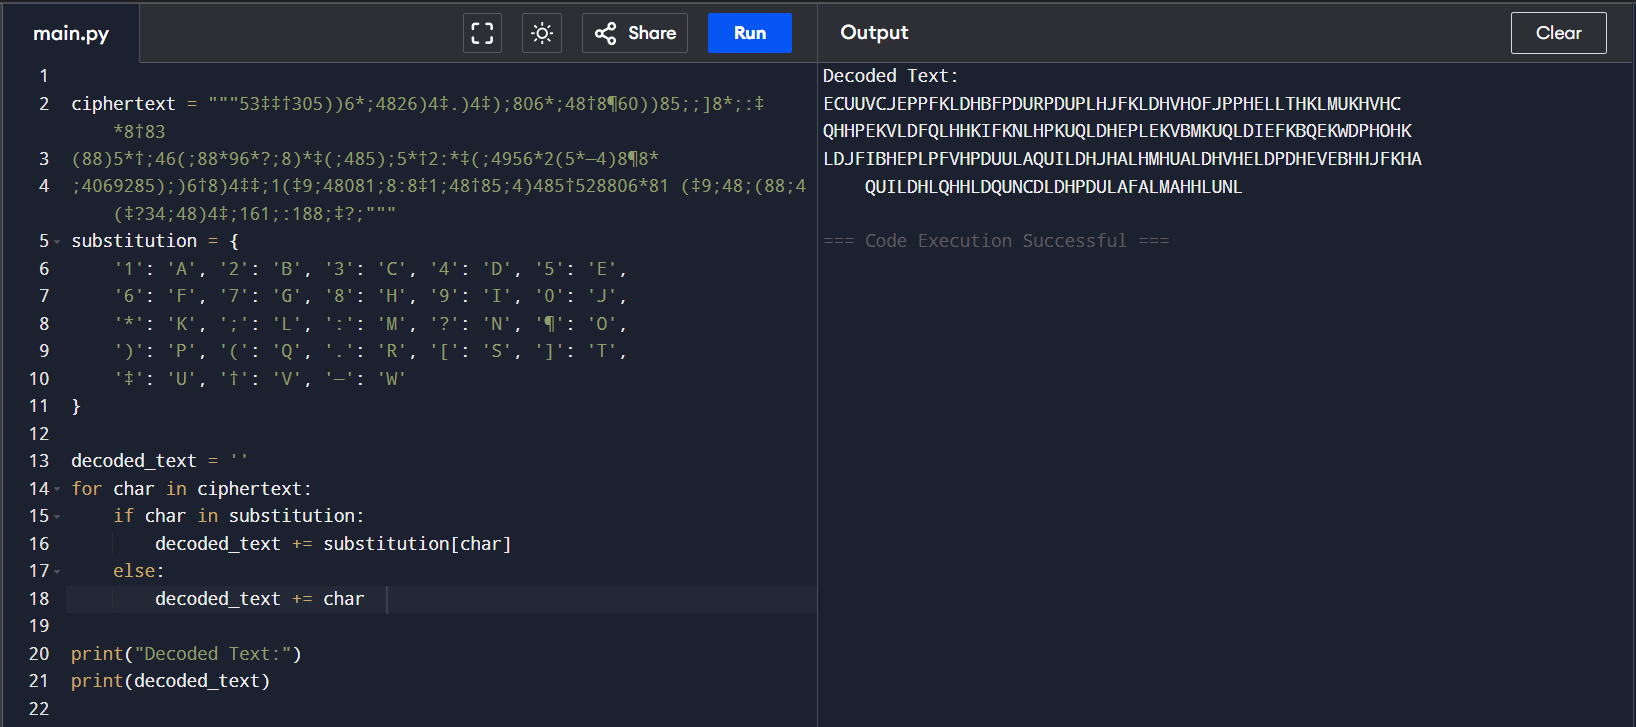 main.py
Share
Run
Output
Clear
1
2 ciphertext = """53‡‡†305))6*;4826)4‡.)4‡);806*;48†8¶60))85;;]8*;:‡
*8†83
3 (88)5*†;46(;88*96*?;8)*‡(;485);5*†2:*‡(;4956*2(5*—4)8¶8*
4 ;4069285);)6†8)4‡‡;1(‡9;48081;8:8‡1;48†85;4)485†528806*81 (‡9;48;(88;4
(‡?34;48)4‡;161;:188;‡?;"""
5 substitution = {
6 '1': 'A', '2': 'B', '3': 'C', '4': 'D', '5': 'E',
7 '6': 'F', '7': 'G', '8': 'H', '9': 'I', '0': 'J',
8 '*': 'K', ';': 'L', ':': 'M', '?': 'N', '¶': 'O',
9 ')': 'P', '(': 'Q', '.': 'R', '[': 'S', ']': 'T',
10 '‡': 'U', '†': 'V', '—': 'W'
11 }
12
13 decoded_text = ''
14 for char in ciphertext:
15 if char in substitution:
16 decoded_text += substitution[char]
17 else:
18 decoded_text += char
19
20 print("Decoded Text:")
21 print(decoded_text)
22
Decoded Text:
ECUUVCJEPPFKLDHBFPDURPDUPLHJFKLDHVHOFJPPHELLTHKLMUKHVHC
QHHPEKVLDFQLHHKIFKNLHPKUQLDHEPLEKVBMKUQLDIEFKBQEKWDPHOHK
LDJFIBHEPLPFVHPDUULAQUILDHJHALHMHUALDHVHELDPDHEVEBHHJFKHA
QUILDHLQHHLDQUNCDLDHPDULAFALMAHHLUNL
=== Code Execution Successful ===